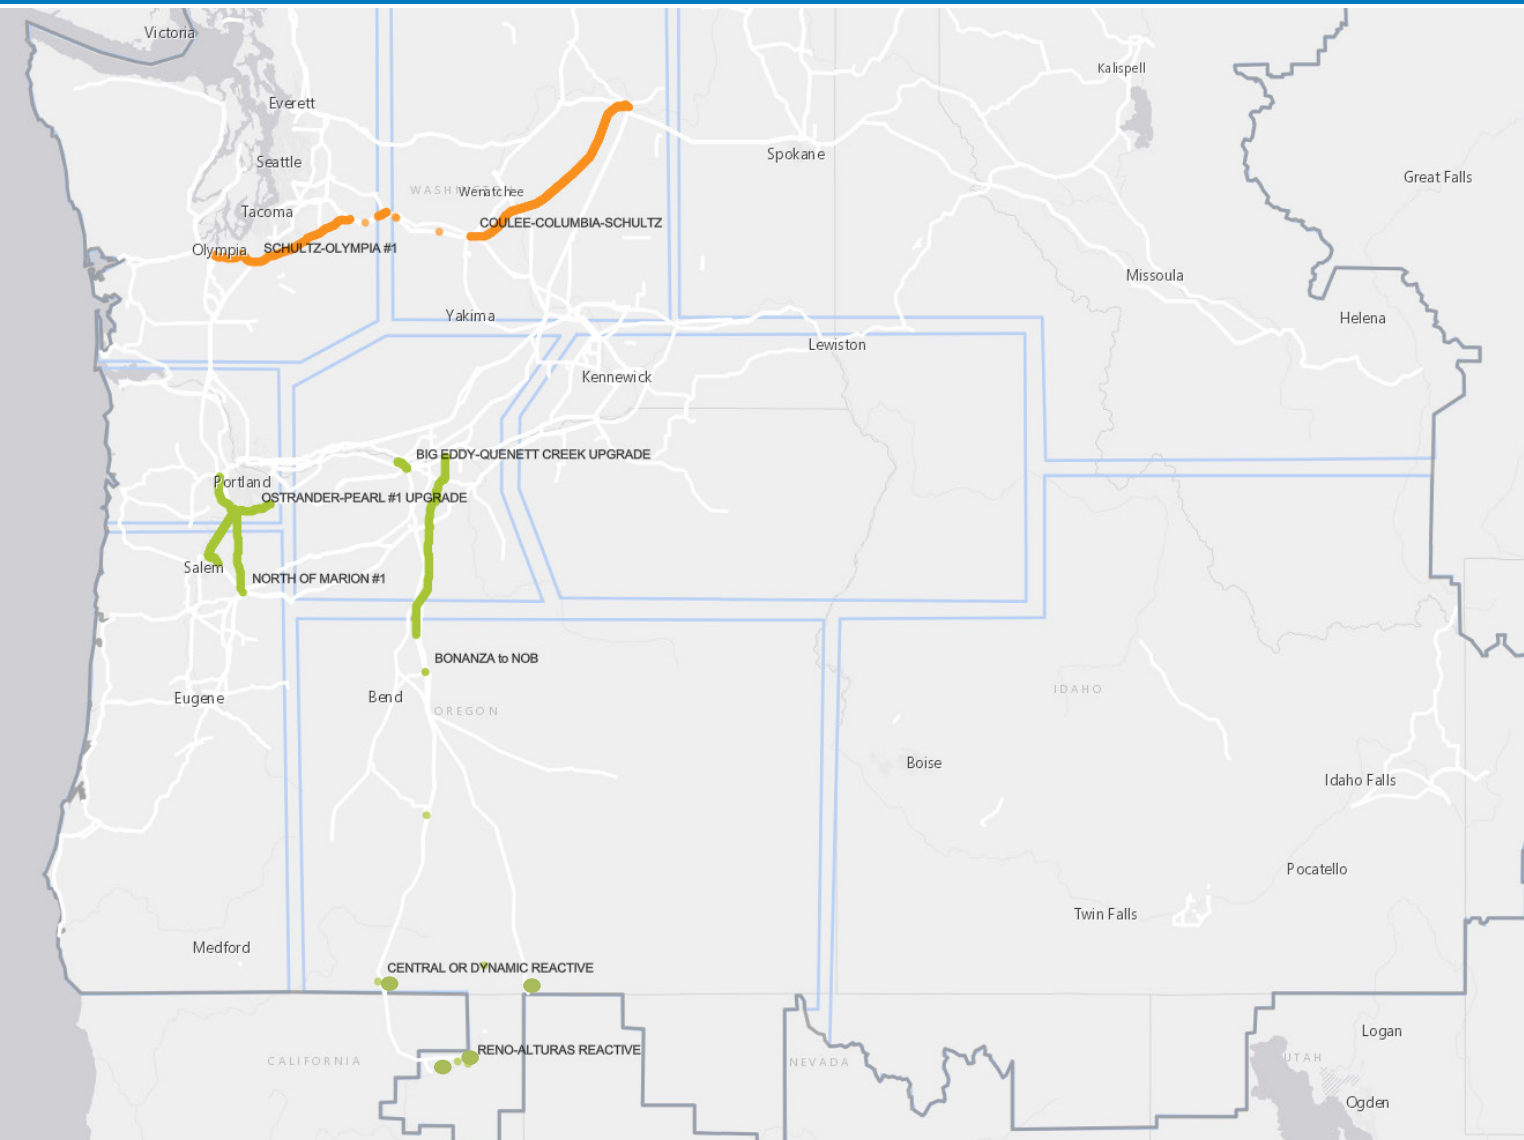 Victoria
Kalispell
Everett
Spokane
Seattle
Great Falls
WASHINGTON
Wenatchee
Tacoma
COULEE-COLUMBIA-SCHULTZ
Olympia
SCHULTZ-OLYMPIA #1
Missoula
Yakima
Helena
Lewiston
Kennewick
BIG EDDY-QUENETT CREEK UPGRADE
Portland
OSTRANDER-PEARL #1 UPGRADE
Salem
NORTH OF MARION #1
BONANZA to NOB
IDAHO
Eugene
Bend
OREGON
Boise
Idaho Falls
Pocatello
Twin Falls
Medford
CENTRAL OR DYNAMIC REACTIVE
Logan
RENO-ALTURAS REACTIVE
CALIFORNIA
NEVADA
UTAH
Ogden